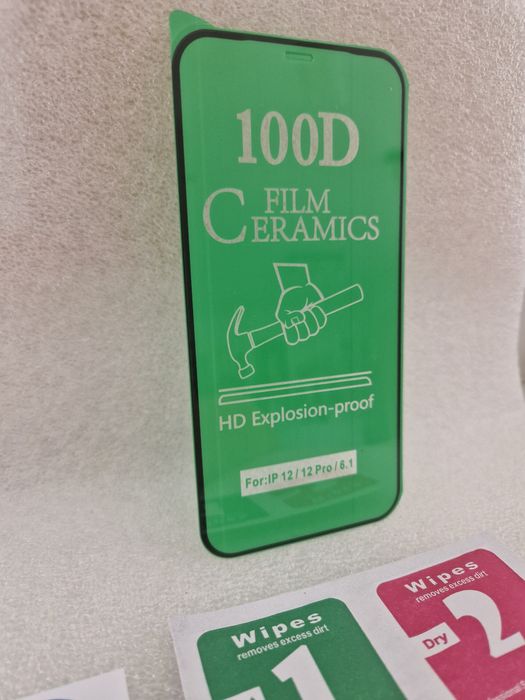 100D
FILM
CERAMICS
HD Explosion-proof
For:IP 12 / 12 Pro / 6.1
Wipes
removes excess dirt
1
Wipes
removes excess dirt
Dry
2